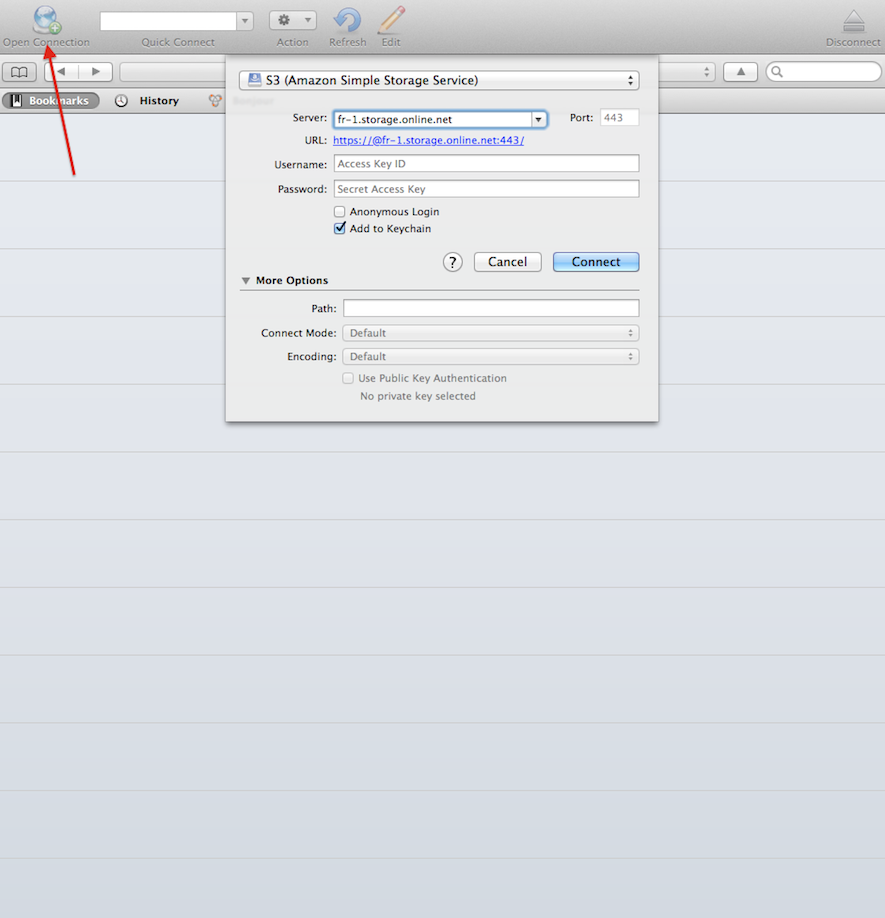 Open Connection
Quick Connect
Action
Refresh
Edit
Disconnect
Bookmarks
History
S3 (Amazon Simple Storage Service)
Server: fr-1.storage.online.net Port: 443
URL: https://@fr-1.storage.online.net:443/
Username: Access Key ID
Password: Secret Access Key
Anonymous Login
Add to Keychain
? Cancel Connect
More Options
Path:
Connect Mode: Default
Encoding: Default
Use Public Key Authentication
No private key selected